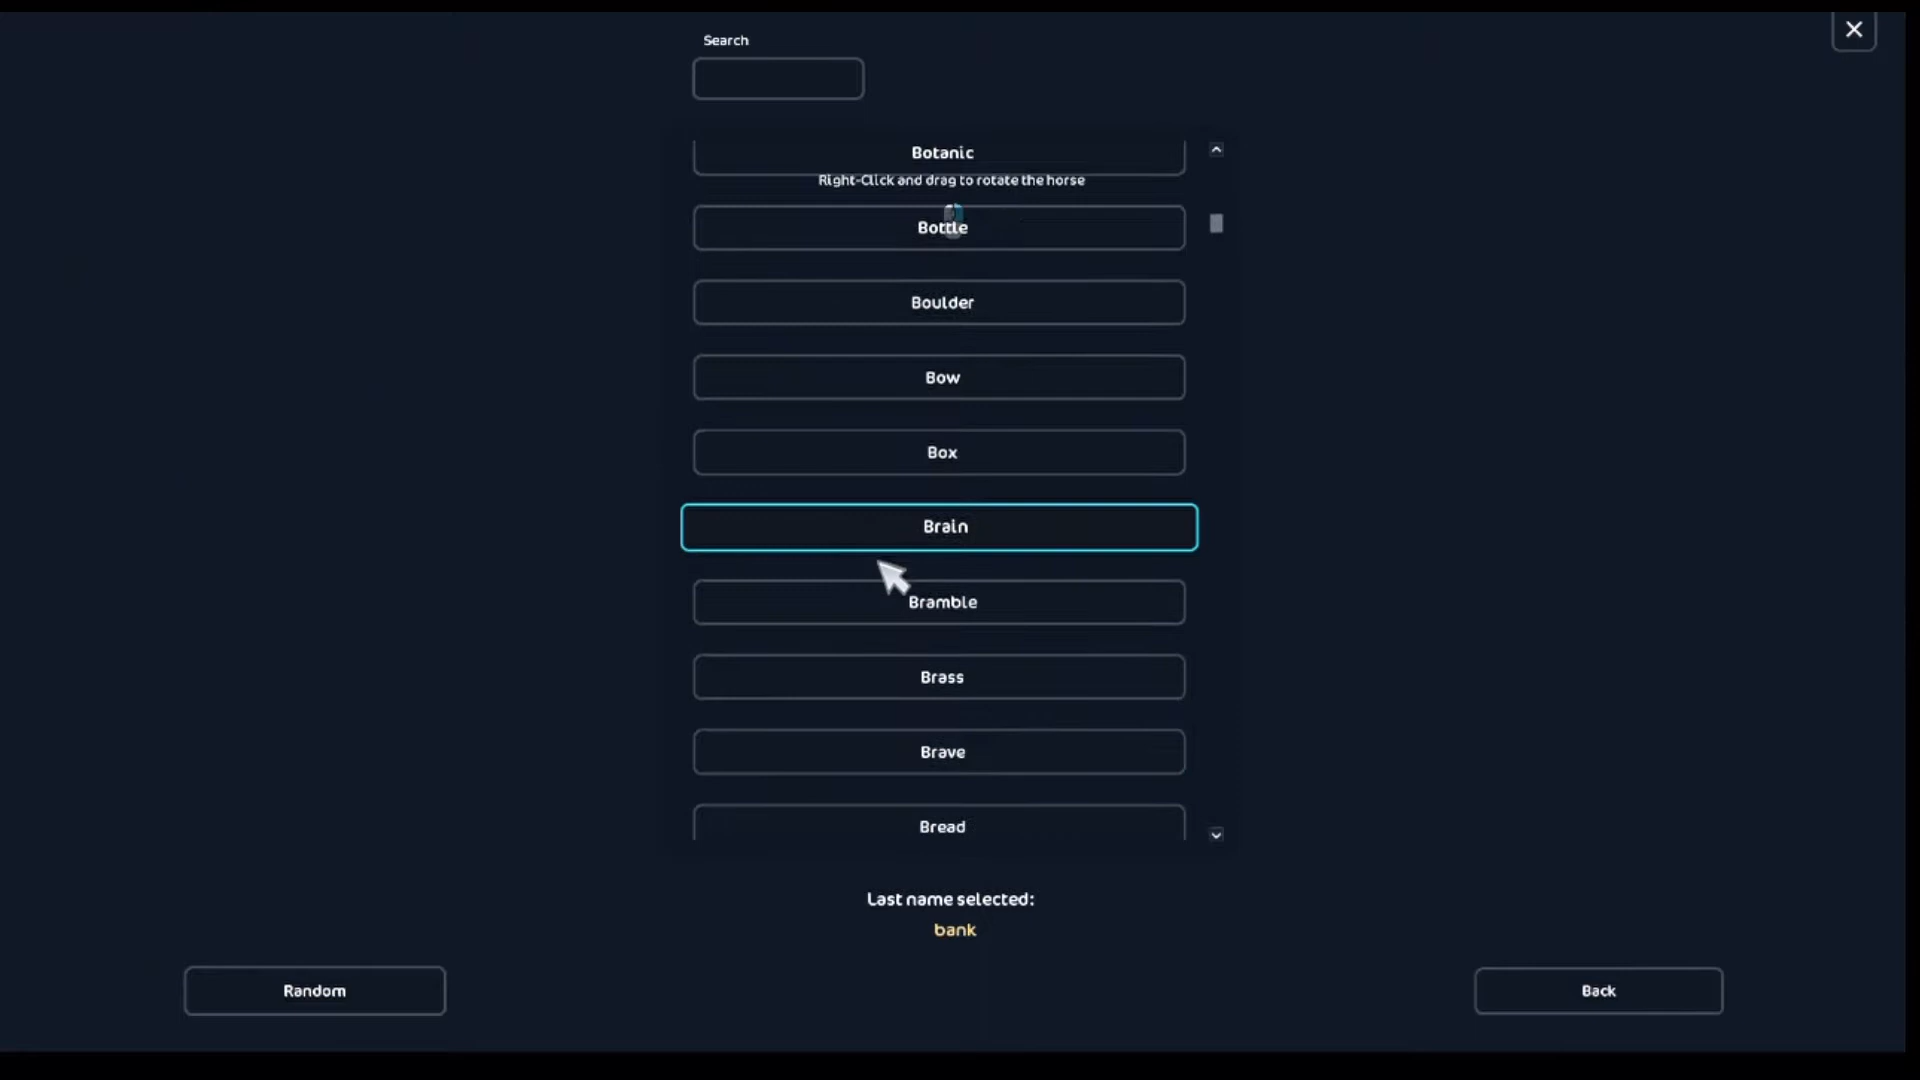 Search
Botanic
Right-Click and drag to rotate the horse
Bottle
Boulder
Bow
Box
Brain
Bramble
Brass
Brave
Bread
Last name selected:
bank
Random
Back